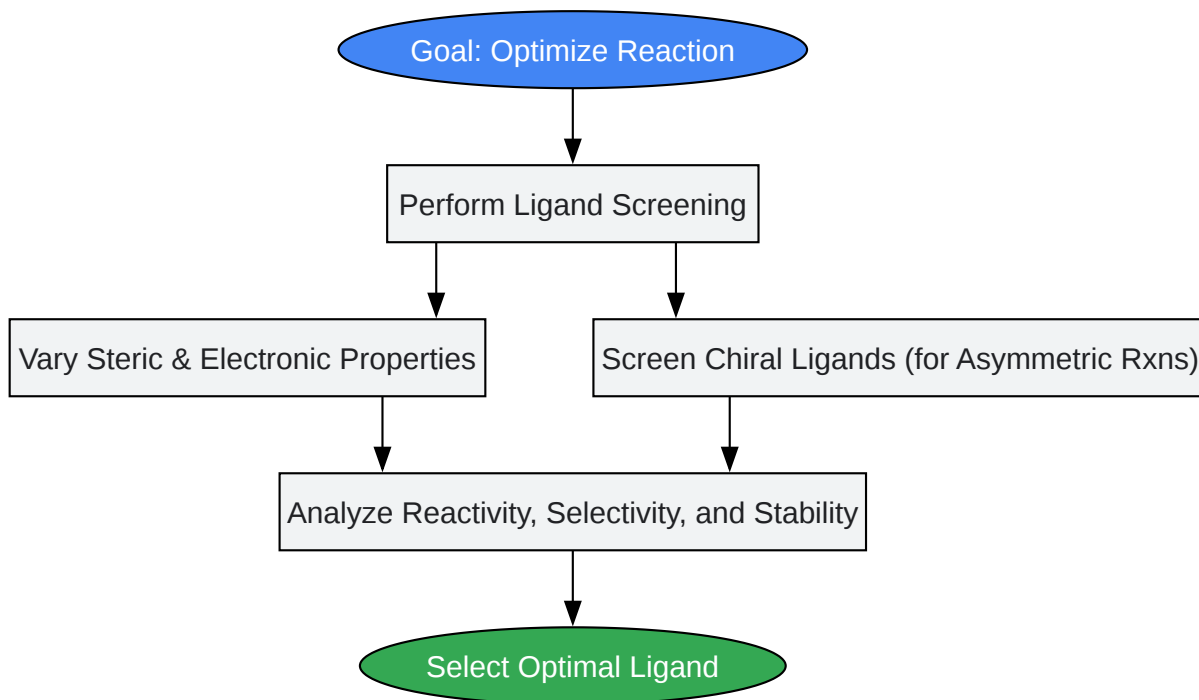 Goal: Optimize Reaction
Perform Ligand Screening
Vary Steric & Electronic Properties
Screen Chiral Ligands (for Asymmetric Rxns)
Analyze Reactivity, Selectivity, and Stability
Select Optimal Ligand